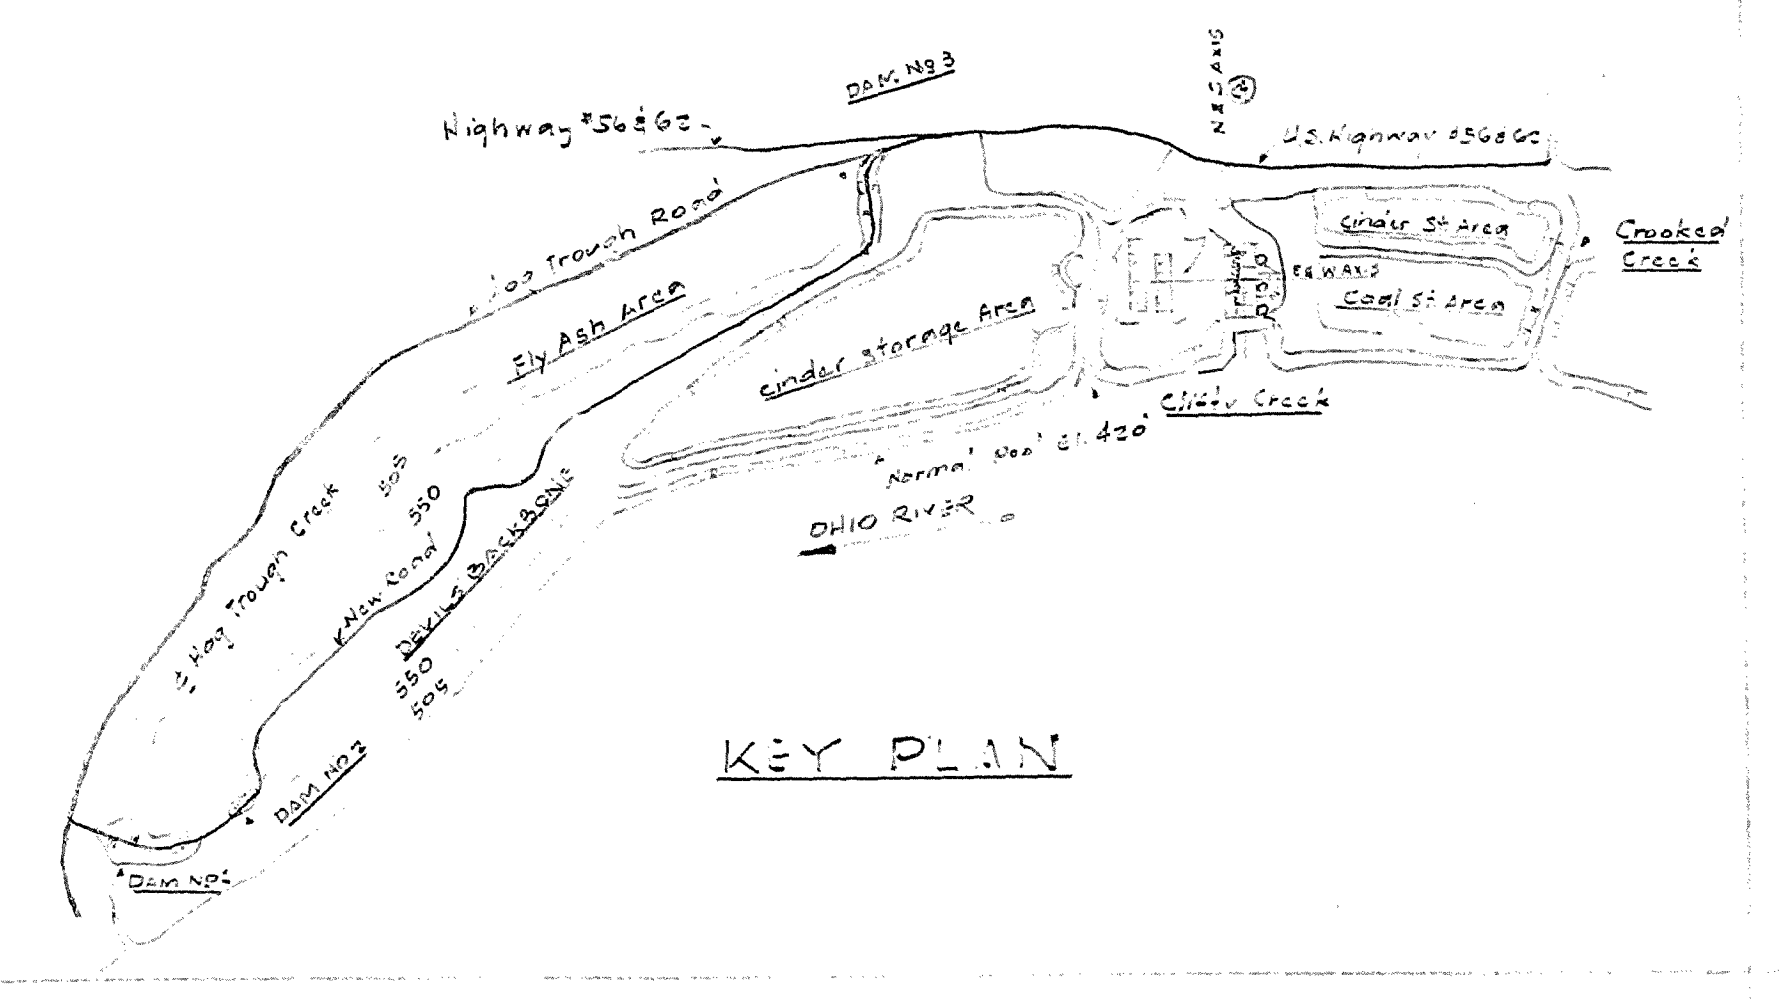 DAM. No 3
N & S AXIS
Highway #56 & 62
U.S. Highway #56 & 62
Trough Road
Cinder St Area
Crooked
Creek
E & W AXIS
Fly Ash Area
Coal St Area
Cinder Storage Area
Clifty Creek
Normal Pool El. 420'
505
550
Hog Trough Creek
OHIO RIVER
New Road
DEVILS BACKBONE
550
505
KEY PLAN
DAM NO 2
DAM NO